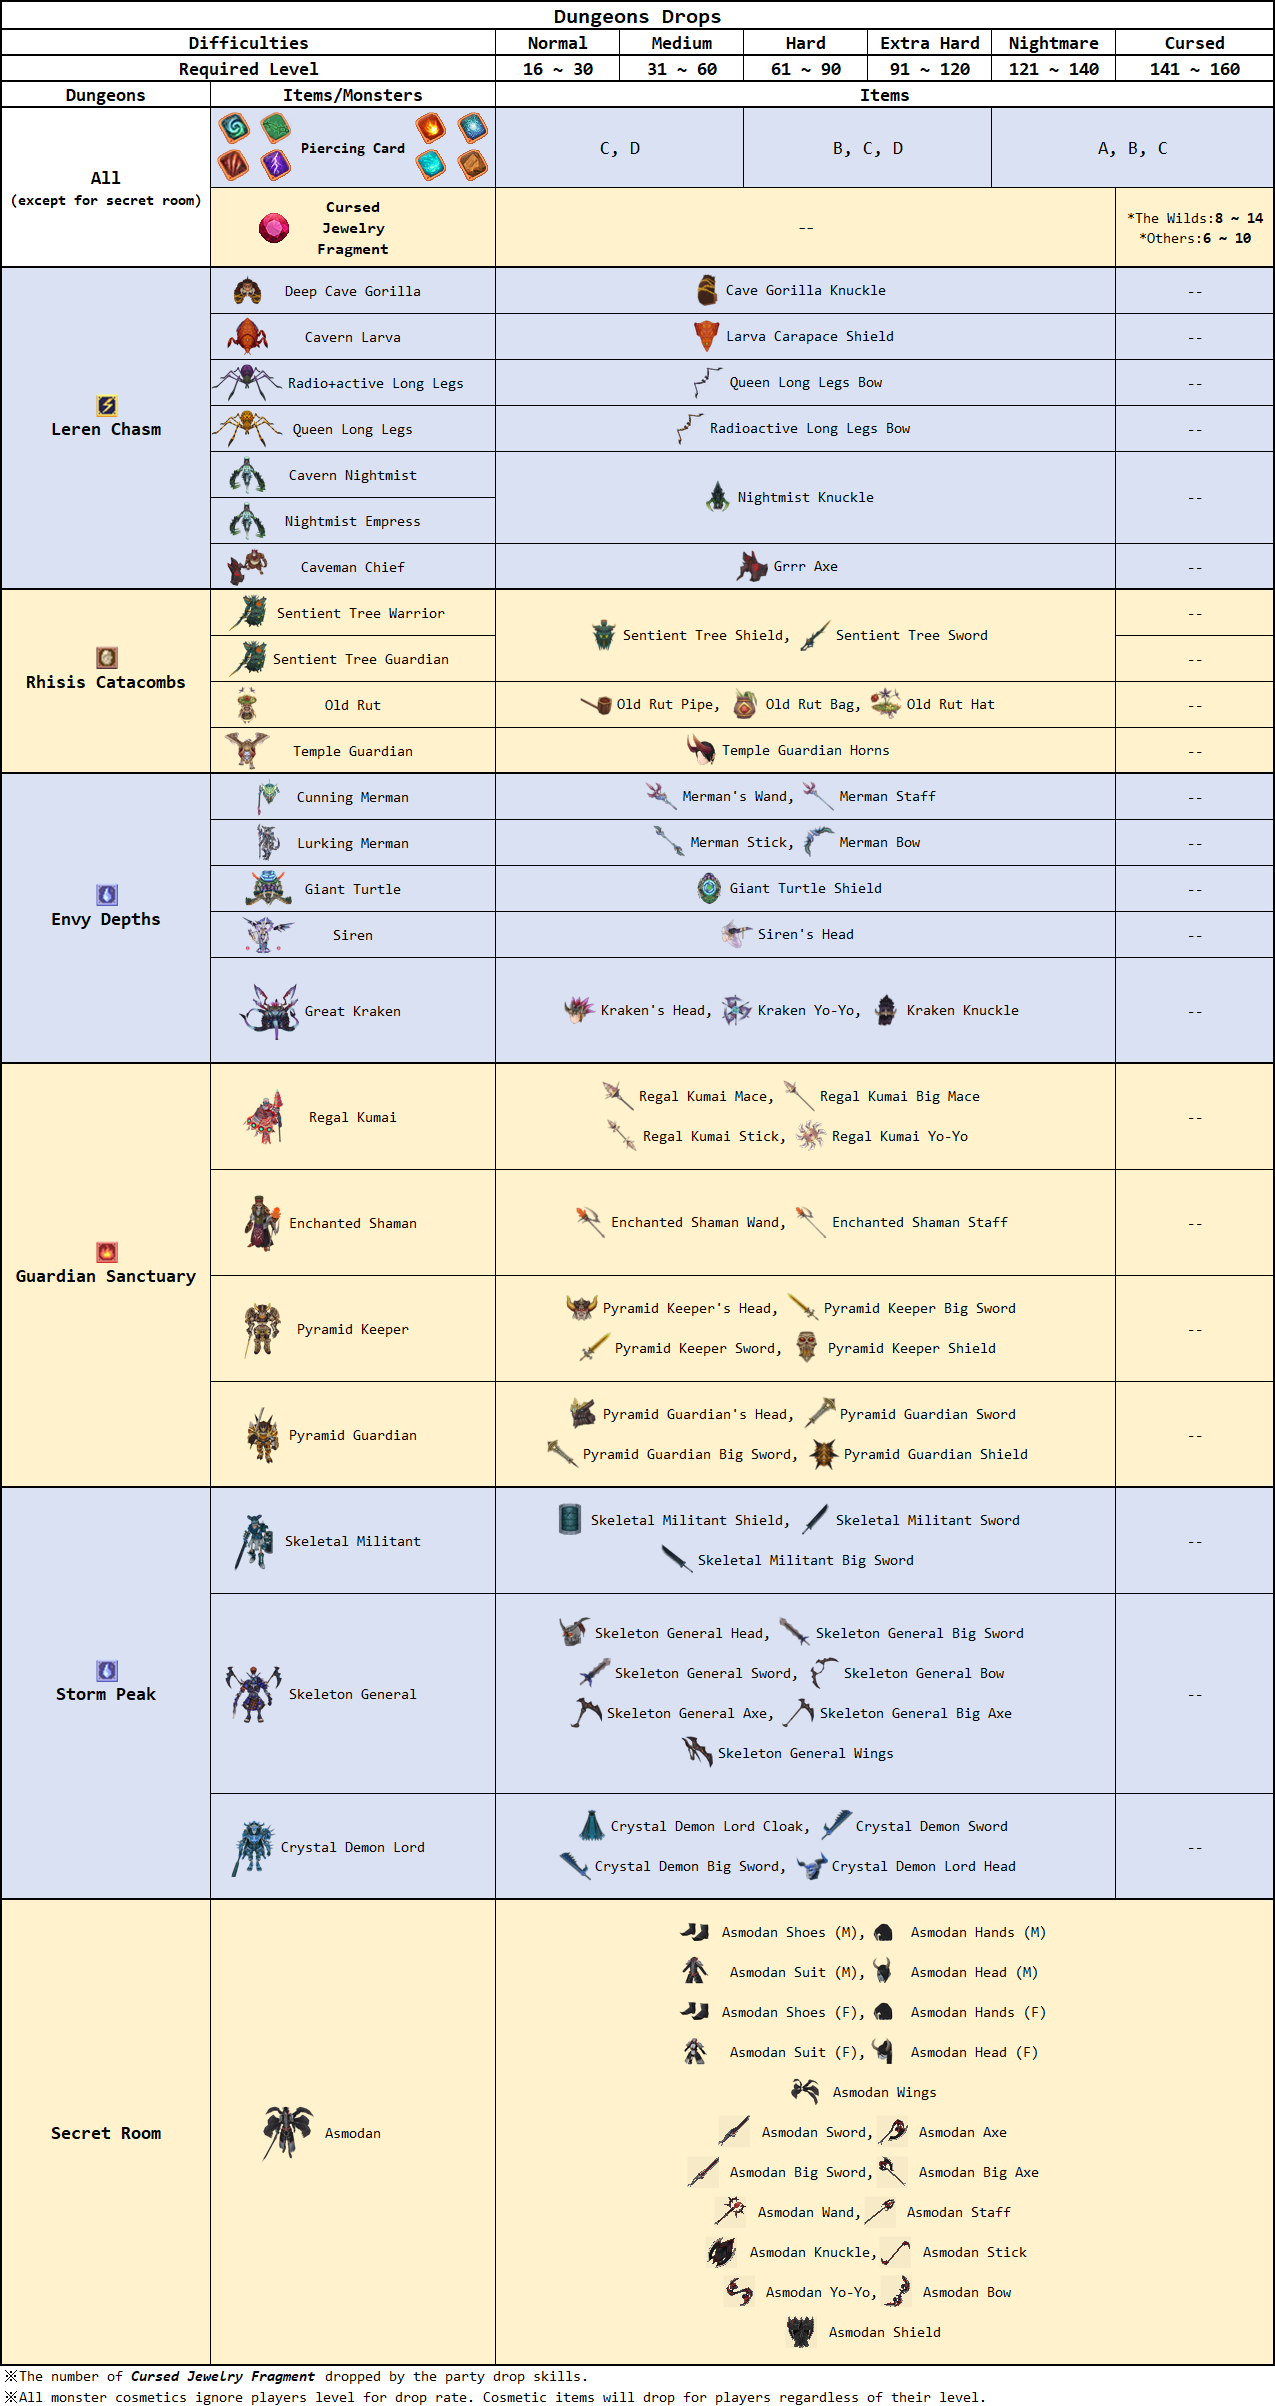 Dungeons Drops
Difficulties Normal Medium Hard Extra Hard Nightmare Cursed
Required Level 16 ~ 30 31 ~ 60 61 ~ 90 91 ~ 120 121 ~ 140 141 ~ 160
Dungeons Items/Monsters Items
All
(except for secret room)
Piercing Card C, D B, C, D A, B, C
Cursed
Jewelry
Fragment
--
*The Wilds:8 ~ 14
*Others:6 ~ 10
Leren Chasm
Deep Cave Gorilla Cave Gorilla Knuckle --
Cavern Larva Larva Carapace Shield --
Radio+active Long Legs Queen Long Legs Bow --
Queen Long Legs Radioactive Long Legs Bow --
Cavern Nightmist
Nightmist Empress
Nightmist Knuckle --
Caveman Chief Grrr Axe --
Rhisis Catacombs
Sentient Tree Warrior --
Sentient Tree Shield, Sentient Tree Sword
Sentient Tree Guardian --
Old Rut Old Rut Pipe, Old Rut Bag, Old Rut Hat --
Temple Guardian Temple Guardian Horns --
Envy Depths
Cunning Merman Merman's Wand, Merman Staff --
Lurking Merman Merman Stick, Merman Bow --
Giant Turtle Giant Turtle Shield --
Siren Siren's Head --
Great Kraken Kraken's Head, Kraken Yo-Yo, Kraken Knuckle --
Guardian Sanctuary
Regal Kumai
Regal Kumai Mace, Regal Kumai Big Mace
Regal Kumai Stick, Regal Kumai Yo-Yo
--
Enchanted Shaman Enchanted Shaman Wand, Enchanted Shaman Staff --
Pyramid Keeper
Pyramid Keeper's Head, Pyramid Keeper Big Sword
Pyramid Keeper Sword, Pyramid Keeper Shield
--
Pyramid Guardian
Pyramid Guardian's Head, Pyramid Guardian Sword
Pyramid Guardian Big Sword, Pyramid Guardian Shield
--
Storm Peak
Skeletal Militant
Skeletal Militant Shield, Skeletal Militant Sword
Skeletal Militant Big Sword
--
Skeleton General
Skeleton General Head, Skeleton General Big Sword
Skeleton General Sword, Skeleton General Bow
Skeleton General Axe, Skeleton General Big Axe
Skeleton General Wings
--
Crystal Demon Lord
Crystal Demon Lord Cloak, Crystal Demon Sword
Crystal Demon Big Sword, Crystal Demon Lord Head
--
Secret Room
Asmodan
Asmodan Shoes (M), Asmodan Hands (M)
Asmodan Suit (M), Asmodan Head (M)
Asmodan Shoes (F), Asmodan Hands (F)
Asmodan Suit (F), Asmodan Head (F)
Asmodan Wings
Asmodan Sword, Asmodan Axe
Asmodan Big Sword, Asmodan Big Axe
Asmodan Wand, Asmodan Staff
Asmodan Knuckle, Asmodan Stick
Asmodan Yo-Yo, Asmodan Bow
Asmodan Shield
※The number of Cursed Jewelry Fragment dropped by the party drop skills.
※All monster cosmetics ignore players level for drop rate. Cosmetic items will drop for players regardless of their level.